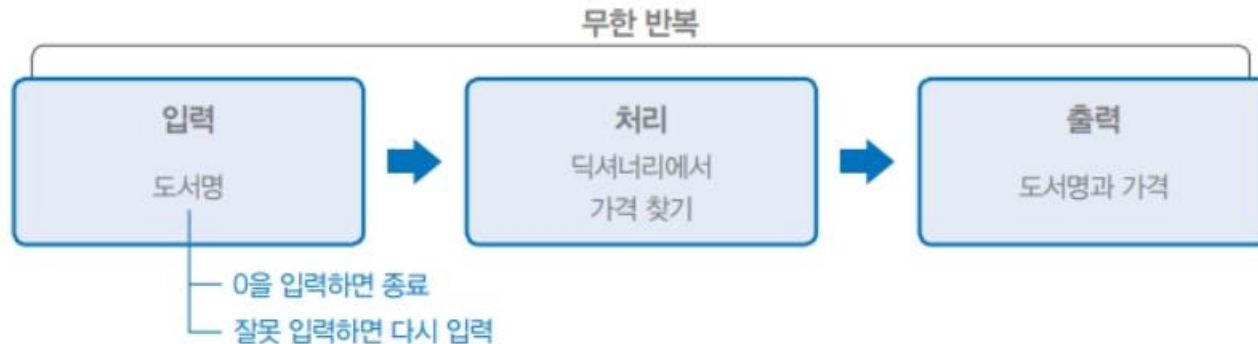 무한 반복
입력
도서명
처리
딕셔너리에서
가격 찾기
출력
도서명과 가격
0을 입력하면 종료
잘못 입력하면 다시 입력